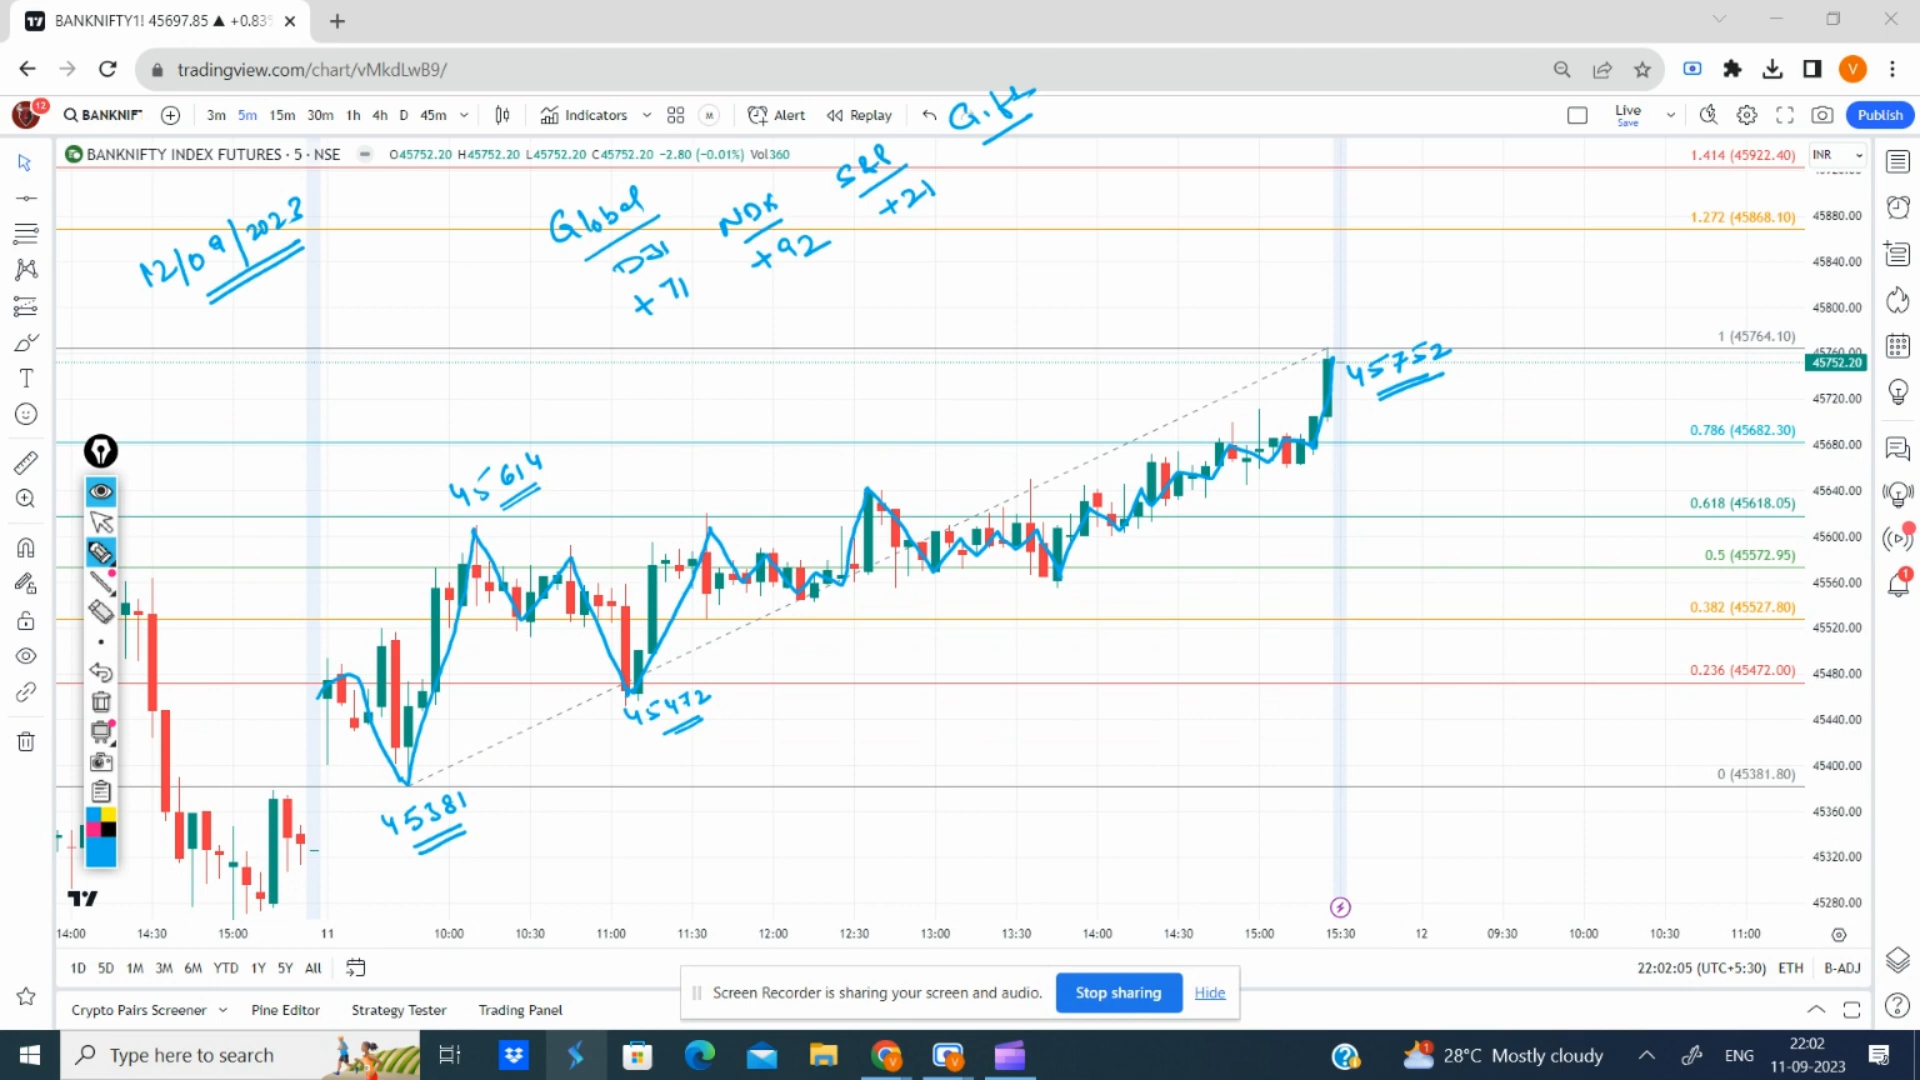 BANKNIFTY1! 45697.85 ▲ +0.83%
tradingview.com/chart/vMkdLwB9/
V
12
BANKNIF
3m 5m 15m 30m 1h 4h D 45m
Indicators
M
Alert
Replay
Live
Save
Publish
BANKNIFTY INDEX FUTURES · 5 · NSE
O45752.20 H45752.20 L45752.20 C45752.20 −2.80 (−0.01%) Vol360
INR
12/09/2023
Global
DJI
+71
NDX
+92
S&P
+21
45614
45381
45472
45752
1.414 (45922.40)
1.272 (45868.10)
1 (45764.10)
0.786 (45682.30)
0.618 (45618.05)
0.5 (45572.95)
0.382 (45527.80)
0.236 (45472.00)
0 (45381.80)
45880.00
45840.00
45800.00
45760.00
45752.20
45720.00
45680.00
45640.00
45600.00
45560.00
45520.00
45480.00
45440.00
45400.00
45360.00
45320.00
45280.00
14:00 14:30 15:00 11 10:00 10:30 11:00 11:30 12:00 12:30 13:00 13:30 14:00 14:30 15:00 15:30 12 09:30 10:00 10:30 11:00
1D 5D 1M 3M 6M YTD 1Y 5Y All
22:02:05 (UTC+5:30) ETH B-ADJ
Screen Recorder is sharing your screen and audio.
Stop sharing
Hide
Crypto Pairs Screener Pine Editor Strategy Tester Trading Panel
1
Type here to search
28°C Mostly cloudy
ENG
22:02
11-09-2023